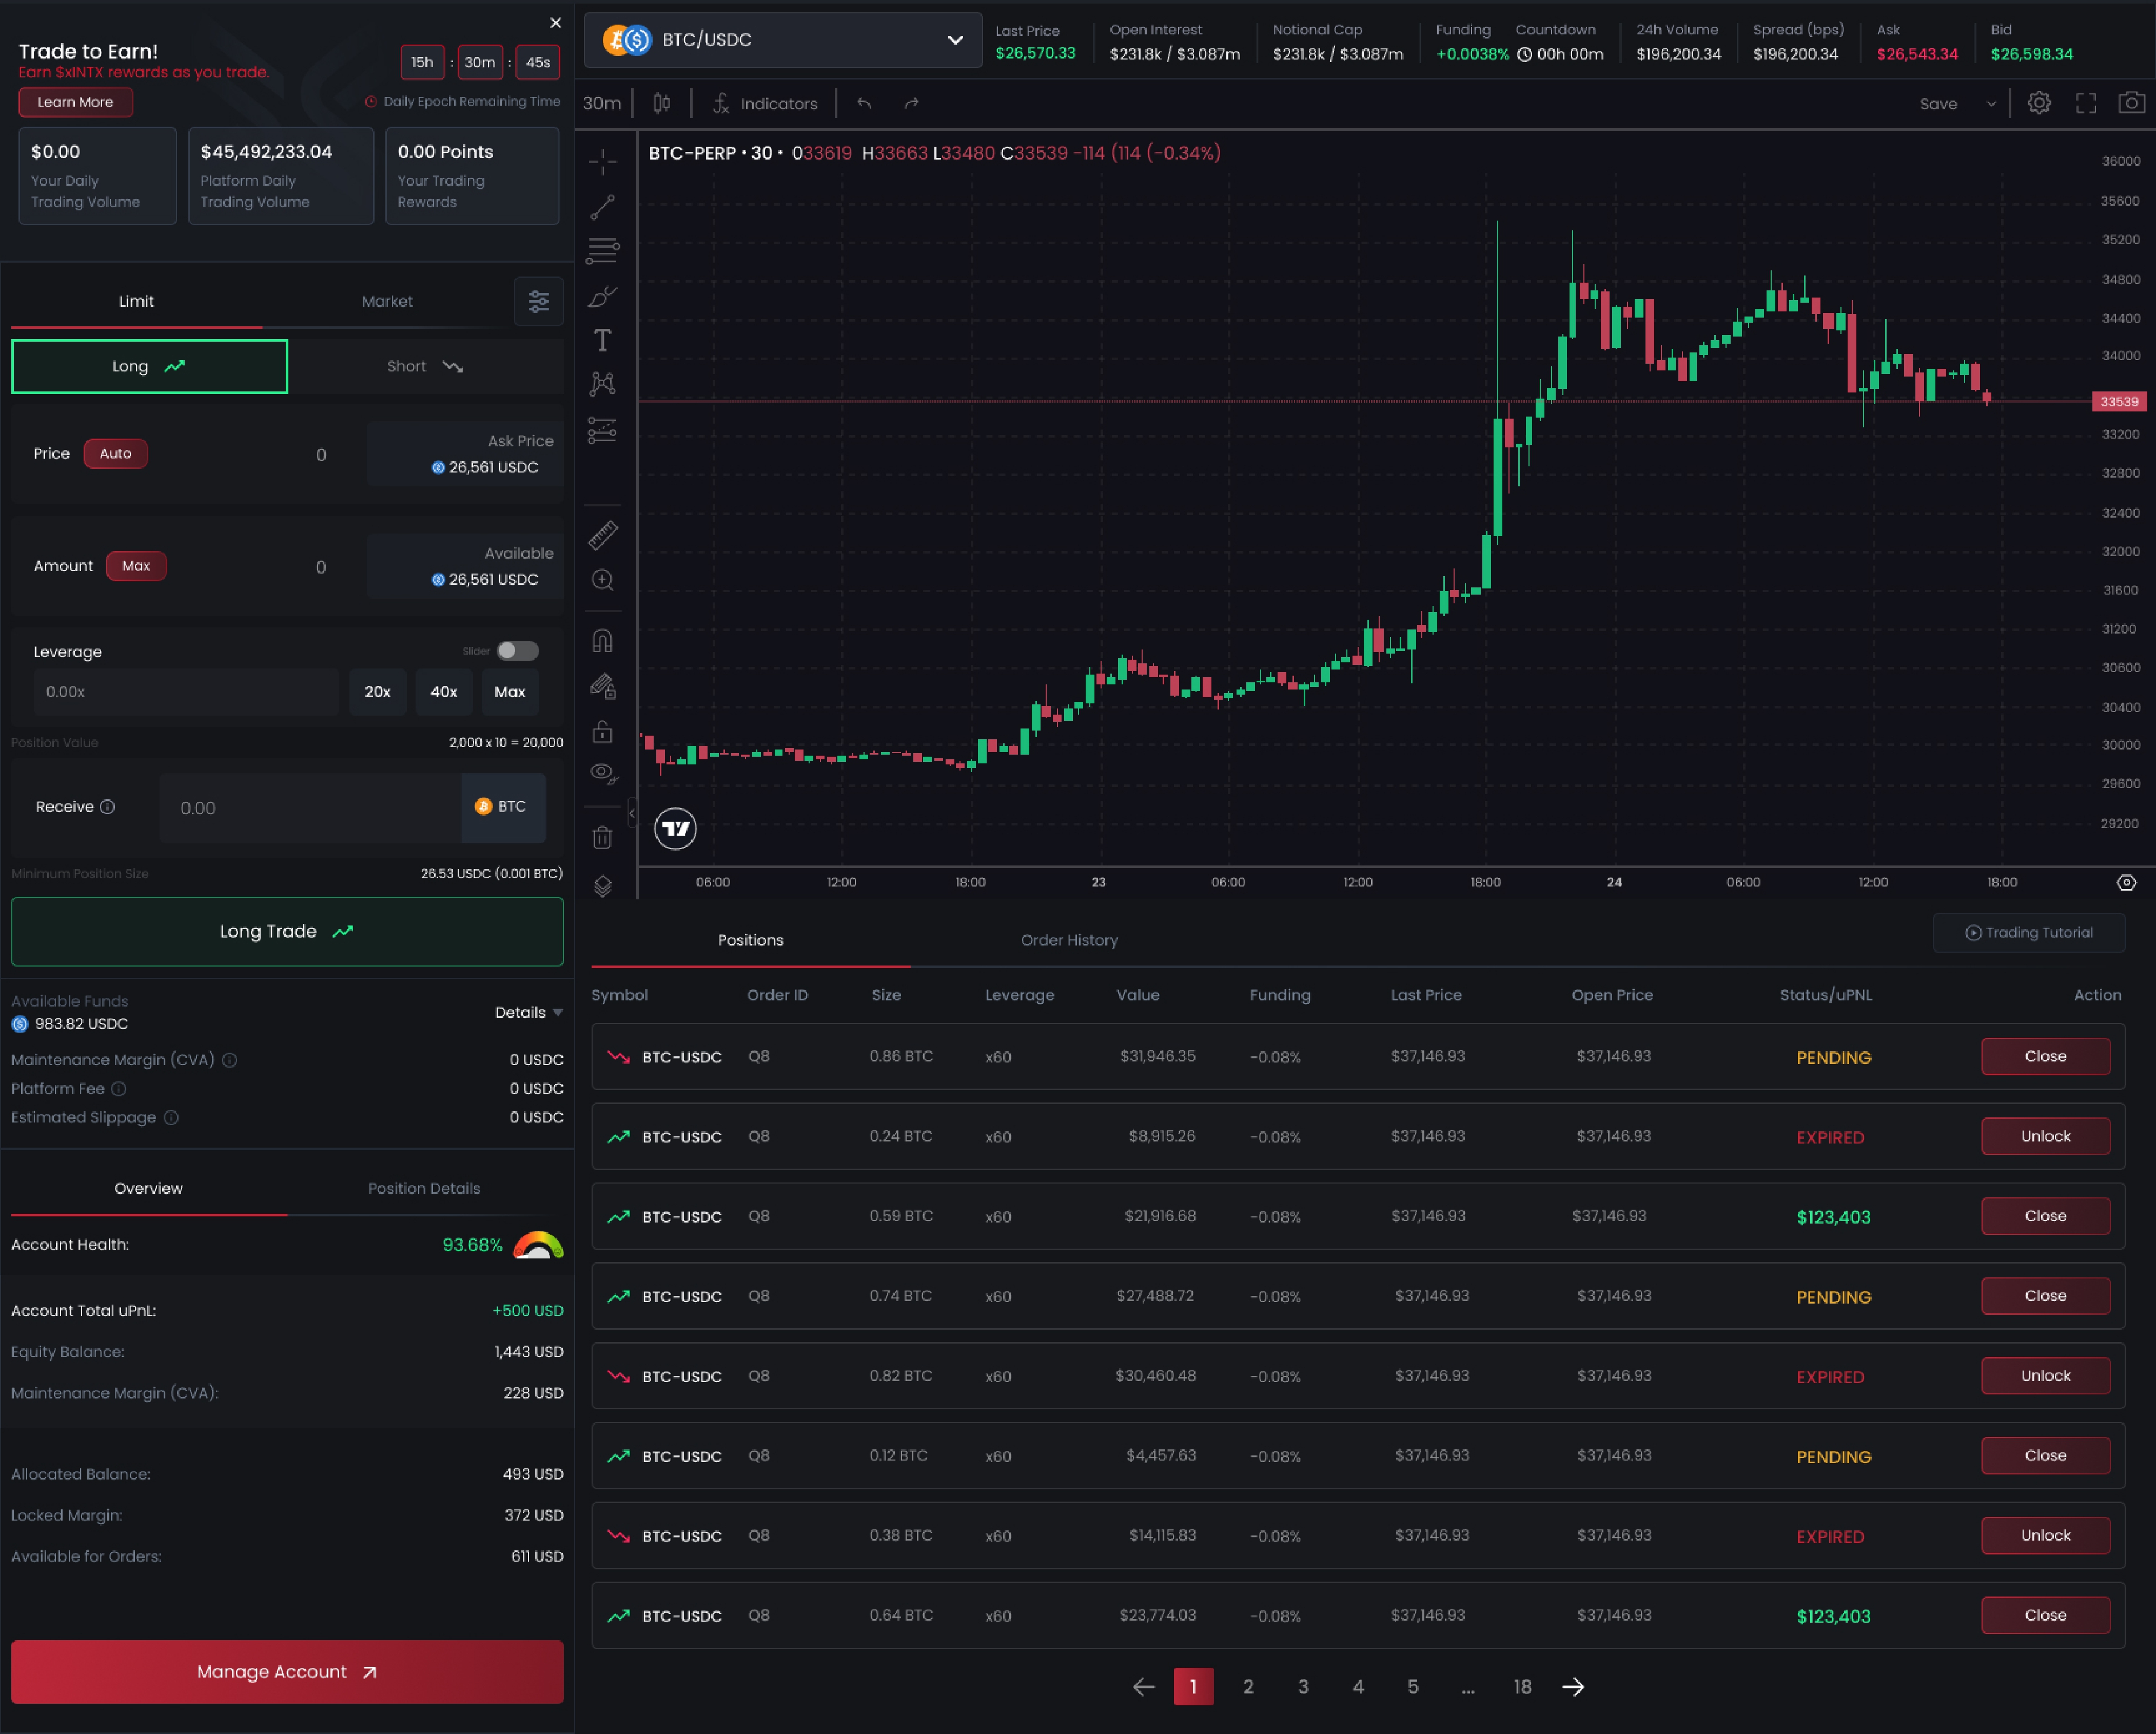 Trade to Earn!
Earn $xINTX rewards as you trade.
Learn More
15h : 30m : 45s
Daily Epoch Remaining Time
$0.00
Your Daily
Trading Volume
$45,492,233.04
Platform Daily
Trading Volume
0.00 Points
Your Trading
Rewards
Limit
Market
Long
Short
Price
Auto
0
Ask Price
26,561 USDC
Amount
Max
0
Available
26,561 USDC
Leverage
Slider
0.00x
20x
40x
Max
Position Value
2,000 x 10 = 20,000
Receive
0.00
BTC
Minimum Position Size
26.53 USDC (0.001 BTC)
Long Trade
Available Funds
983.82 USDC
Details
Maintenance Margin (CVA) 0 USDC
Platform Fee 0 USDC
Estimated Slippage 0 USDC
Overview
Position Details
Account Health: 93.68%
Account Total uPnL: +500 USD
Equity Balance: 1,443 USD
Maintenance Margin (CVA): 228 USD
Allocated Balance: 493 USD
Locked Margin: 372 USD
Available for Orders: 611 USD
Manage Account
BTC/USDC
Last Price
$26,570.33
Open Interest
$231.8k / $3.087m
Notional Cap
$231.8k / $3.087m
Funding
+0.0038%
Countdown
00h 00m
24h Volume
$196,200.34
Spread (bps)
$196,200.34
Ask
$26,543.34
Bid
$26,598.34
30m
Indicators
Save
BTC-PERP • 30 • O33619 H33663 L33480 C33539 -114 (114 (-0.34%)
36000
35600
35200
34800
34400
34000
33539
33200
32800
32400
32000
31600
31200
30600
30400
30000
29600
29200
06:00 12:00 18:00 23 06:00 12:00 18:00 24 06:00 12:00 18:00
Positions
Order History
Trading Tutorial
Symbol Order ID Size Leverage Value Funding Last Price Open Price Status/uPNL Action
BTC-USDC Q8 0.86 BTC x60 $31,946.35 -0.08% $37,146.93 $37,146.93 PENDING Close
BTC-USDC Q8 0.24 BTC x60 $8,915.26 -0.08% $37,146.93 $37,146.93 EXPIRED Unlock
BTC-USDC Q8 0.59 BTC x60 $21,916.68 -0.08% $37,146.93 $37,146.93 $123,403 Close
BTC-USDC Q8 0.74 BTC x60 $27,488.72 -0.08% $37,146.93 $37,146.93 PENDING Close
BTC-USDC Q8 0.82 BTC x60 $30,460.48 -0.08% $37,146.93 $37,146.93 EXPIRED Unlock
BTC-USDC Q8 0.12 BTC x60 $4,457.63 -0.08% $37,146.93 $37,146.93 PENDING Close
BTC-USDC Q8 0.38 BTC x60 $14,115.83 -0.08% $37,146.93 $37,146.93 EXPIRED Unlock
BTC-USDC Q8 0.64 BTC x60 $23,774.03 -0.08% $37,146.93 $37,146.93 $123,403 Close
1 2 3 4 5 ... 18